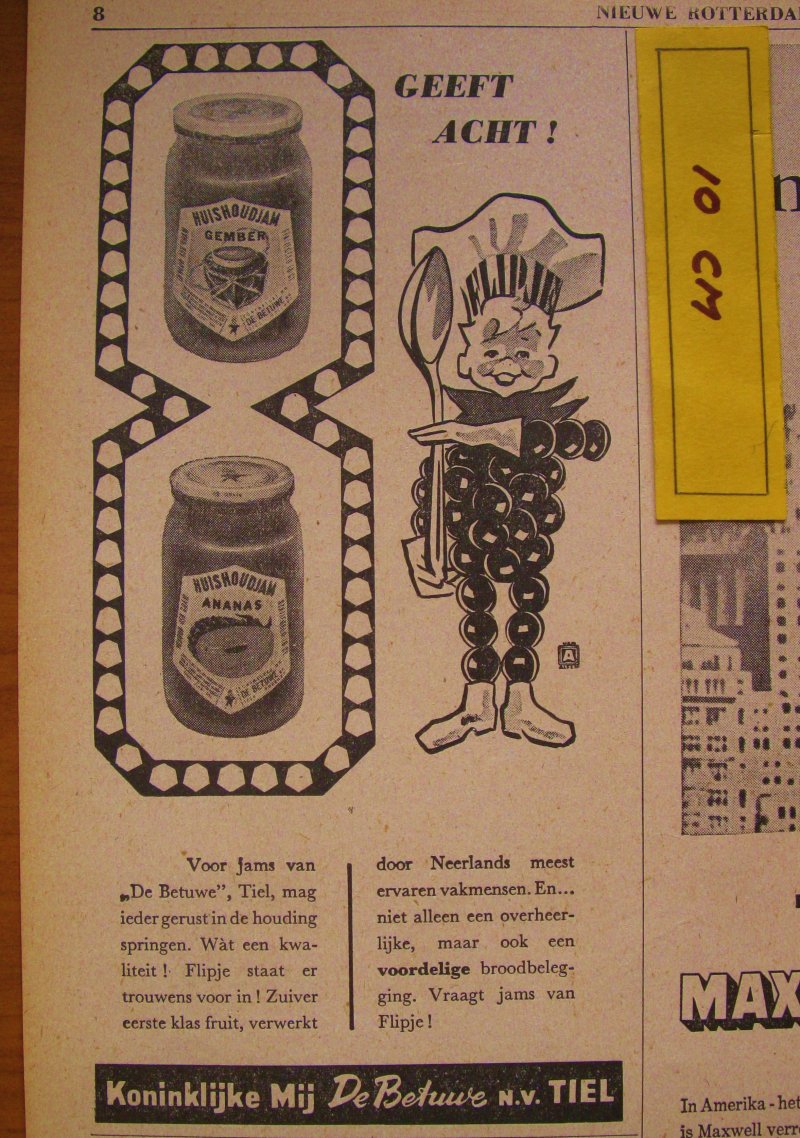 8
NIEUWE ROTTERDA
GEEFT
ACHT !
10 CM
HUISHOUDJAM
GEMBER
DE BETUWE
FLIPJE
HUISHOUDJAM
ANANAS
DE BETUWE
A
Voor Jams van
„De Betuwe”, Tiel, mag
ieder gerust in de houding
springen. Wàt een kwa-
liteit ! Flipje staat er
trouwens voor in ! Zuiver
eerste klas fruit, verwerkt
door Neerlands meest
ervaren vakmensen. En...
niet alleen een overheer-
lijke, maar ook een
voordelige broodbeleg-
ging. Vraagt jams van
Flipje !
Koninklijke Mij De Betuwe N.V. TIEL
MAX
In Amerika - het
is Maxwell verre